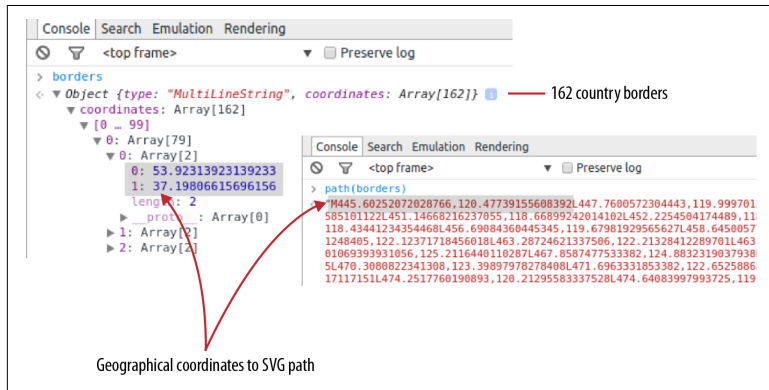 Console Search Emulation Rendering
<top frame> ▼ Preserve log
> borders
▼ Object {type: "MultiLineString", coordinates: Array[162]} i
162 country borders
▼ coordinates: Array[162]
▼ [0 … 99]
▼ 0: Array[79]
▼ 0: Array[2]
0: 53.92313923139233
1: 37.19806615696156
length: 2
▶ __proto__: Array[0]
▶ 1: Array[2]
▶ 2: Array[2]
Console Search Emulation Rendering
<top frame> ▼ Preserve log
> path(borders)
"M445.60252072028766,120.47739155608392L447.7600572304443,119.9997013
585101122L451.14668216237055,118.66899242014102L452.2254504174489,118
118.43441234354468L456.69084360445345,119.67981929565627L458.6450057
1248405,122.12371718456018L463.28724621337506,122.21328412289701L463
01069393931056,125.2116440110287L467.8587477533382,124.8832319037938
5L470.3080822341308,123.39897978278408L471.6963331853382,122.6525886
17117151L474.2517760190893,120.21295583337528L474.64083997993725,119
Geographical coordinates to SVG path